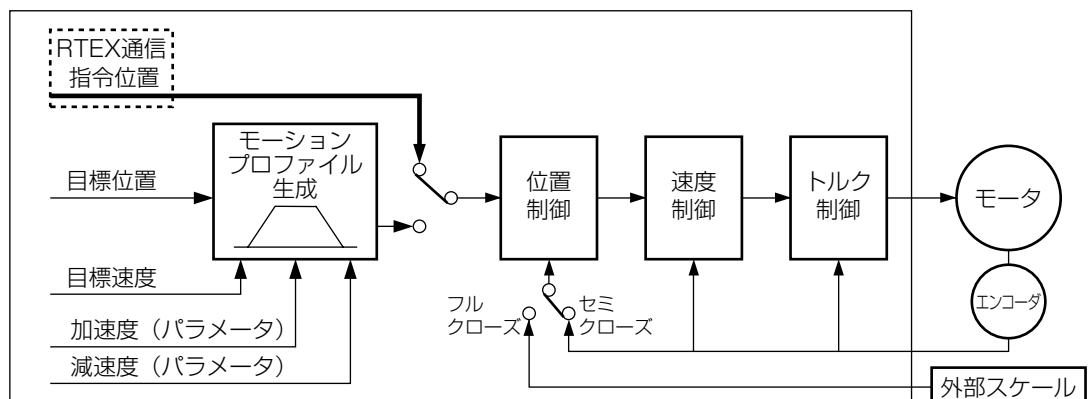 RTEX通信
指令位置
モーション
プロファイル
生成
目標位置
位置
制御
速度
制御
トルク
制御
モータ
目標速度
フル
クローズ
セミ
クローズ
エンコーダ
加速度（パラメータ）
減速度（パラメータ）
外部スケール